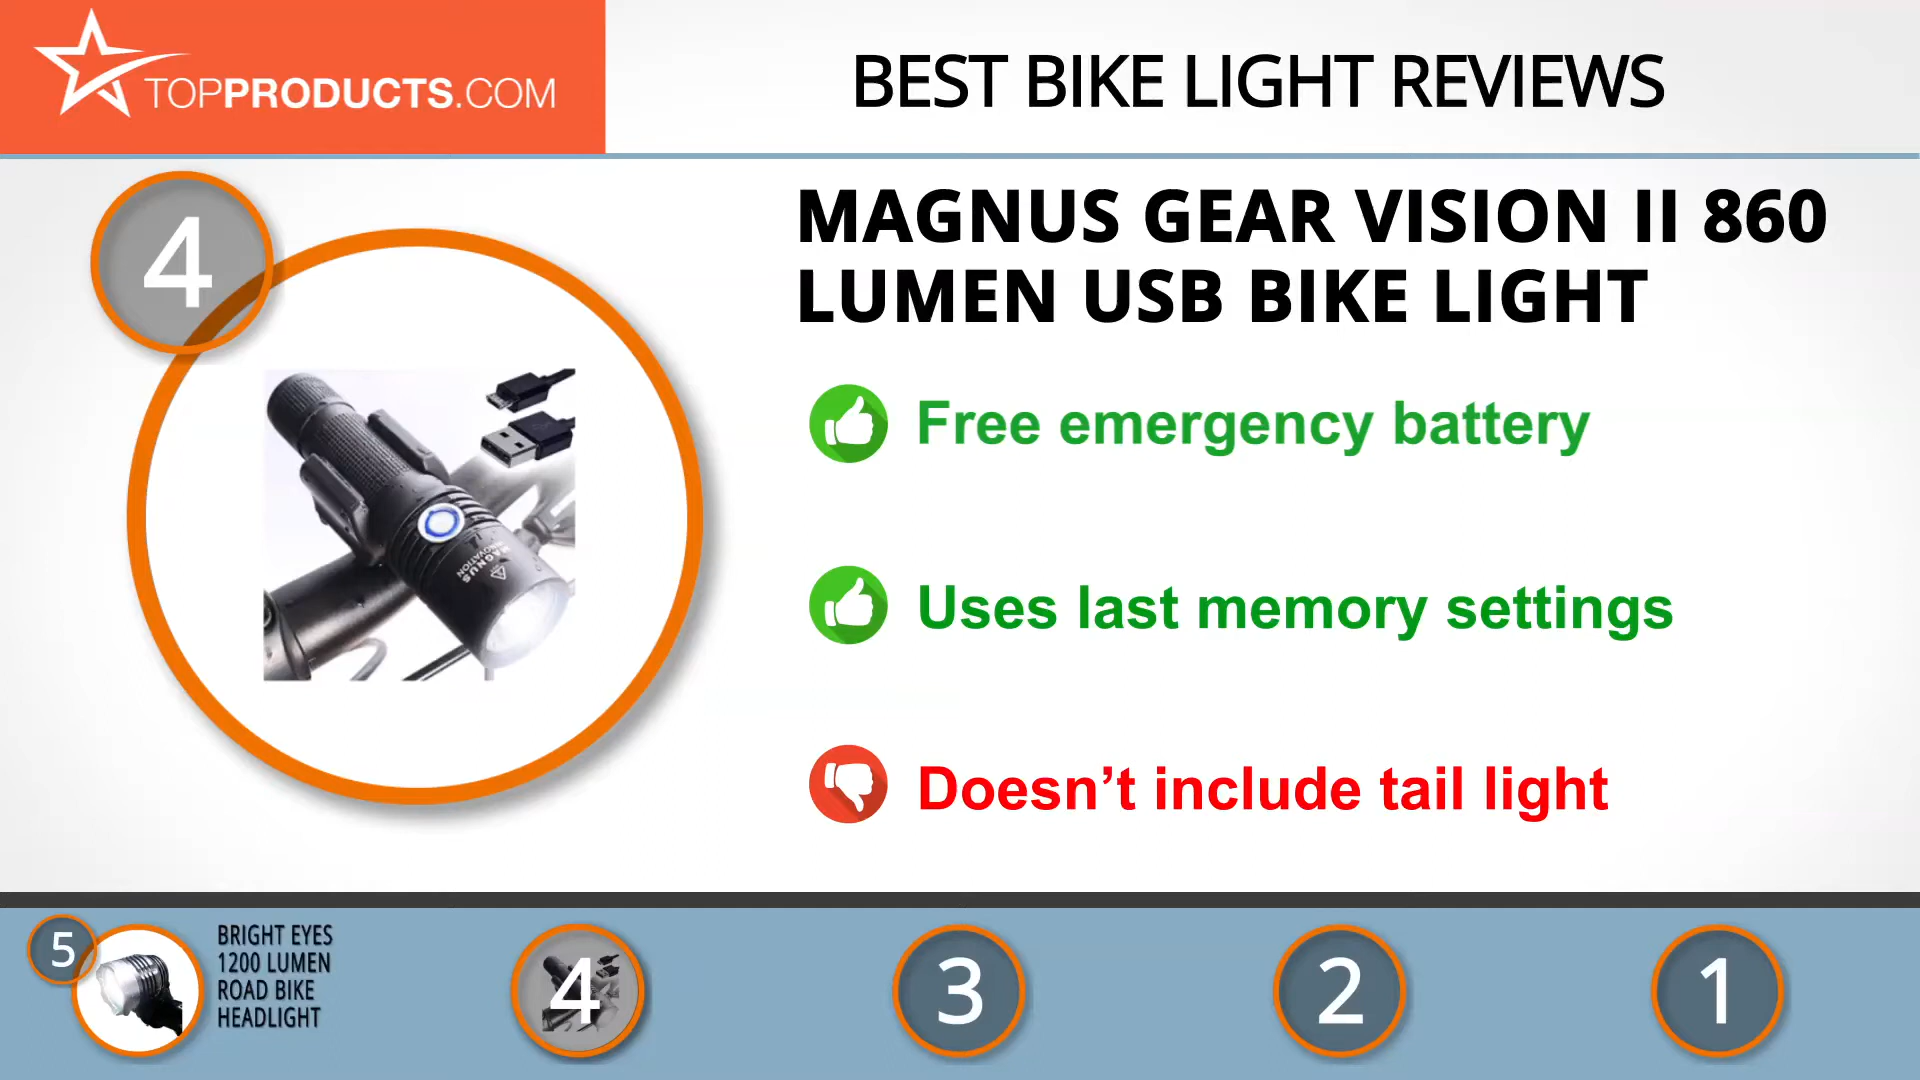 TOPPRODUCTS.COM
BEST BIKE LIGHT REVIEWS
4
MAGNUS GEAR VISION II 860
LUMEN USB BIKE LIGHT
Free emergency battery
Uses last memory settings
Doesn’t include tail light
MAGNUS
INNOVATION
5
BRIGHT EYES
1200 LUMEN
ROAD BIKE
HEADLIGHT
4
3
2
1